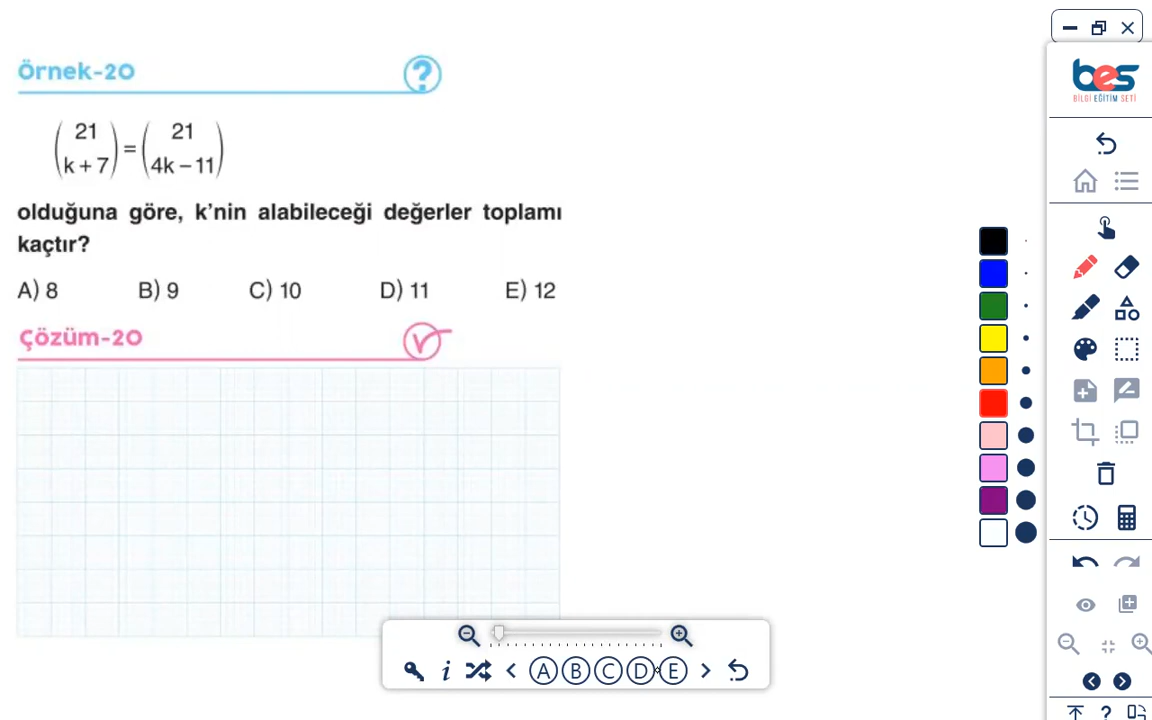 Örnek-20
?
(21 k + 7) = (21 4k – 11)
olduğuna göre, k'nin alabileceği değerler toplamı
kaçtır?
A) 8 B) 9 C) 10 D) 11 E) 12
Çözüm-20
bes
BİLGİ EĞİTİM SETİ
i < A B C D E >
?